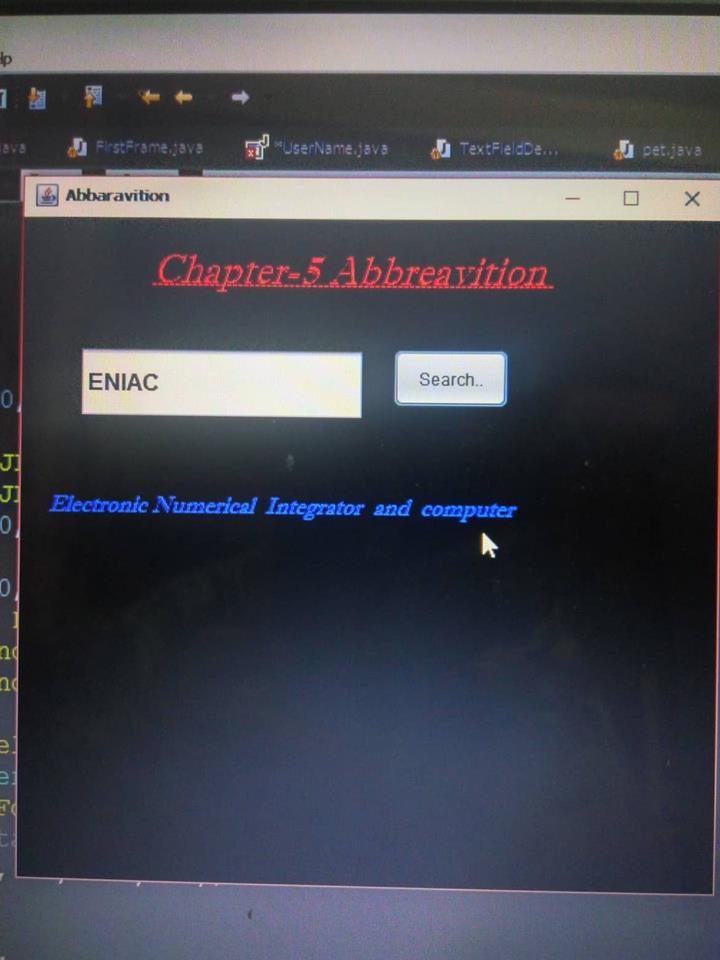 lp
ava FirstFrame.java *UserName.java TextFieldDe... pet.java
Abbaravition
Chapter-5 Abbreavition
ENIAC
Search..
Electronic Numerical Integrator and computer